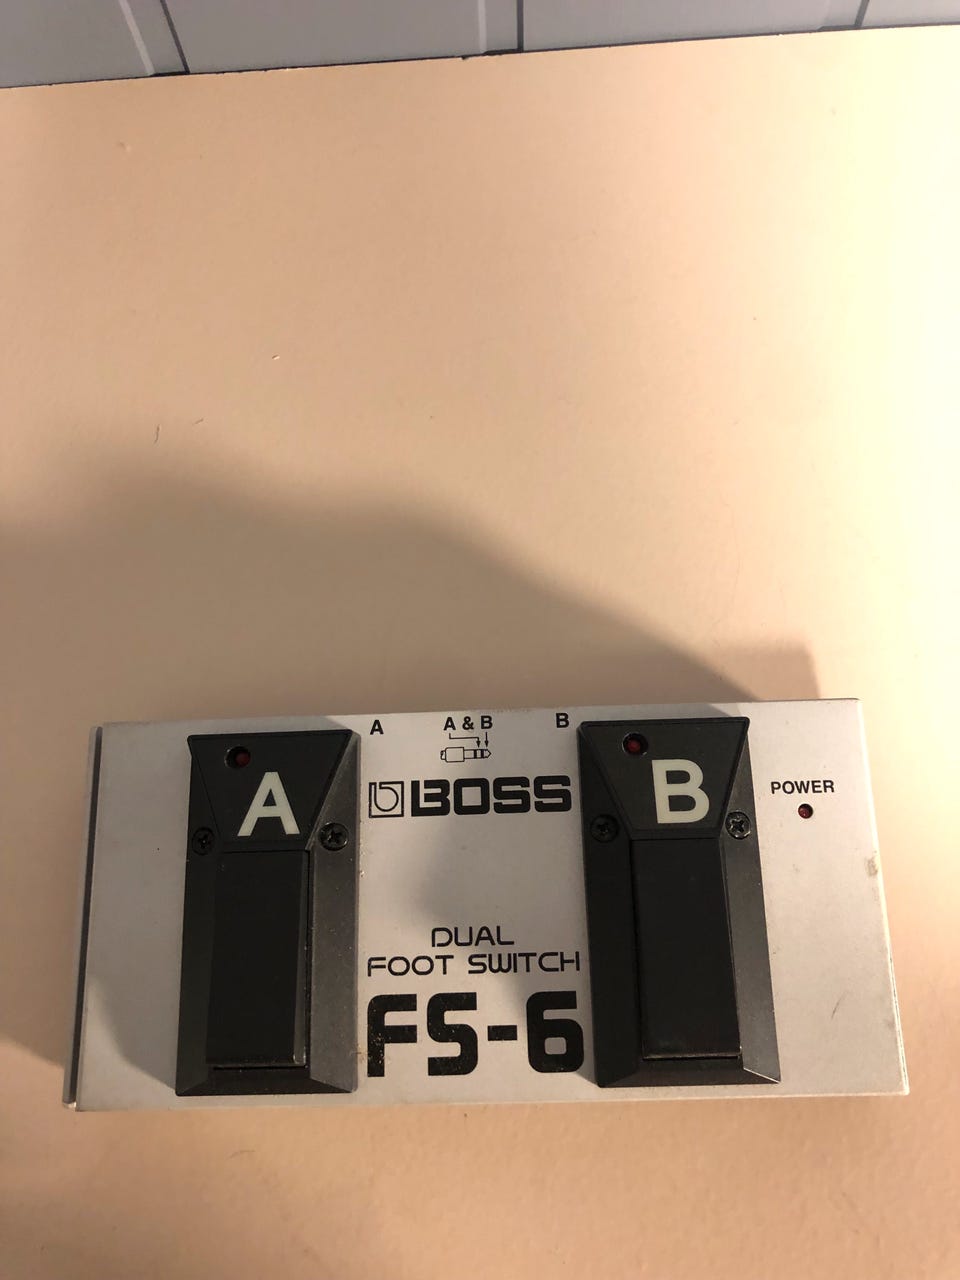 A A & B B
BOSS
A
B
POWER
DUAL
FOOT SWITCH
FS-6